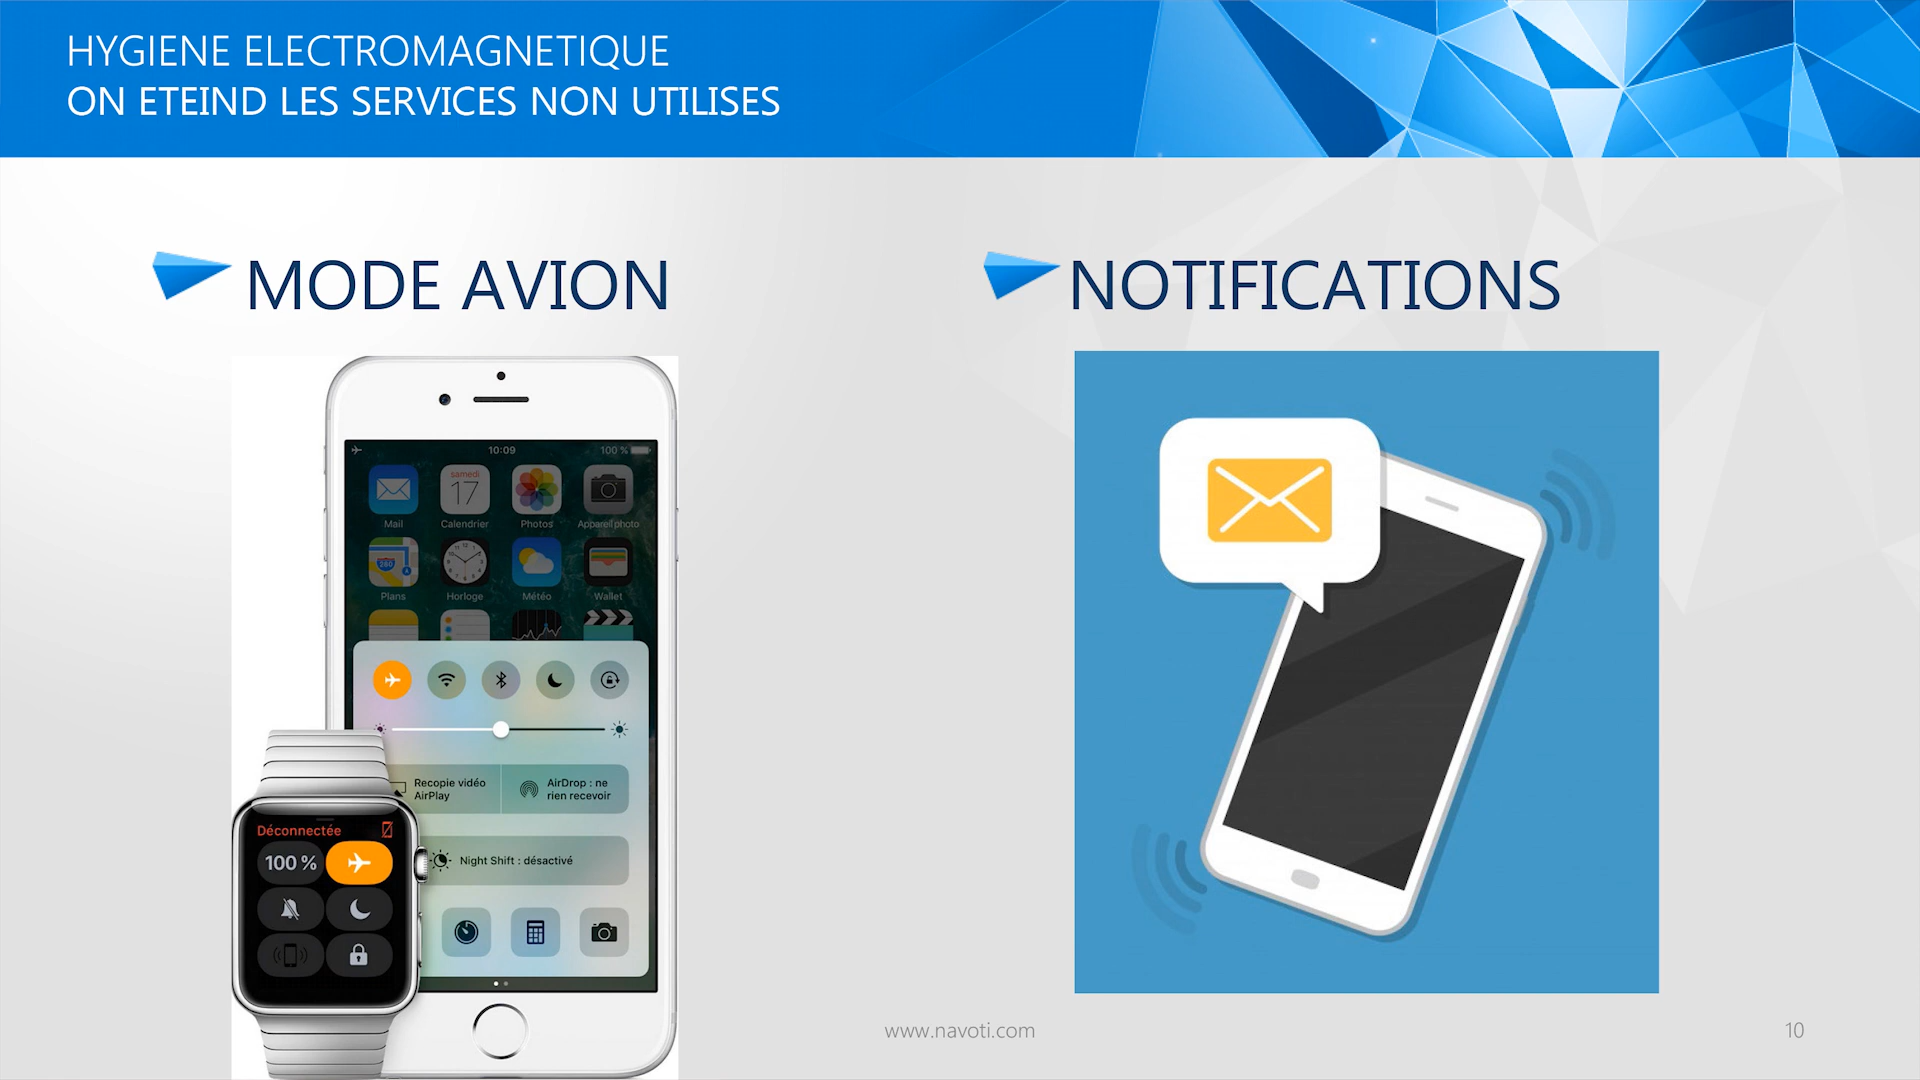 HYGIENE ELECTROMAGNETIQUE
ON ETEIND LES SERVICES NON UTILISES
MODE AVION
10:09
100 %
samedi
17
Mail
Calendrier
Photos
Appareil photo
280
Plans
Horloge
Météo
Wallet
Recopie vidéo
AirPlay
AirDrop : ne
rien recevoir
Night Shift : désactivé
Déconnectée
100 %
NOTIFICATIONS
www.navoti.com
10